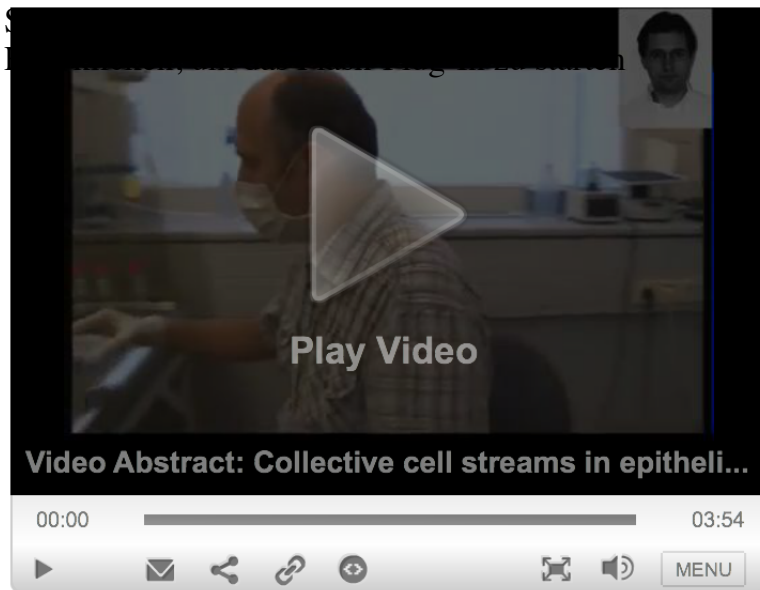 Play Video
Video Abstract: Collective cell streams in epitheli...
00:00
03:54
MENU